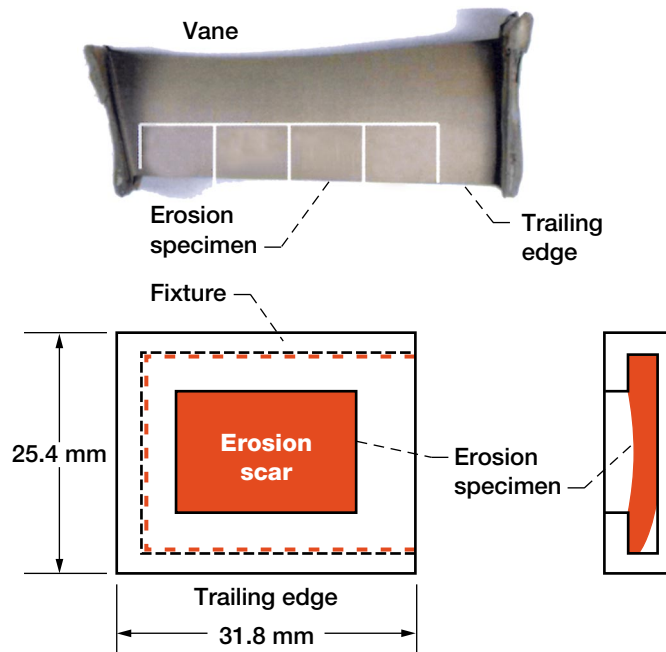 Vane
Erosion
specimen
Trailing
edge
Fixture
Erosion
scar
25.4 mm
Erosion
specimen
Trailing edge
31.8 mm